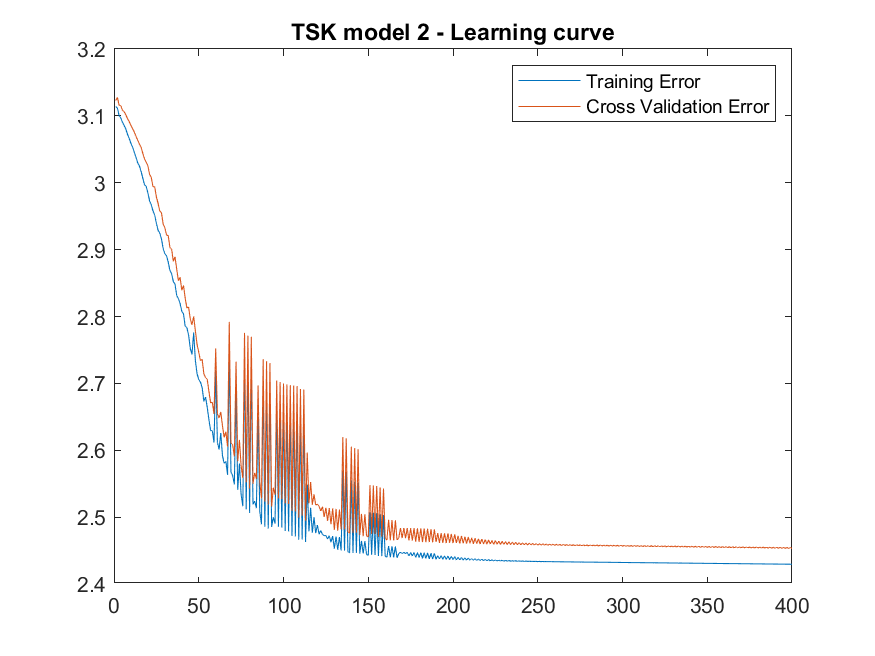 TSK model 2 - Learning curve
3.2
3.1
3
2.9
2.8
2.7
2.6
2.5
2.4
Training Error
Cross Validation Error
0 50 100 150 200 250 300 350 400